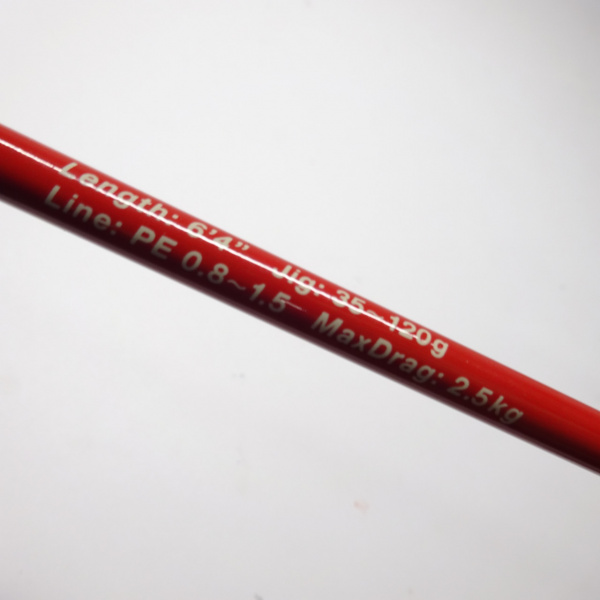 Length: 6'4" Jig: 35~120g
Line: PE 0.8~1.5 MaxDrag: 2.5kg